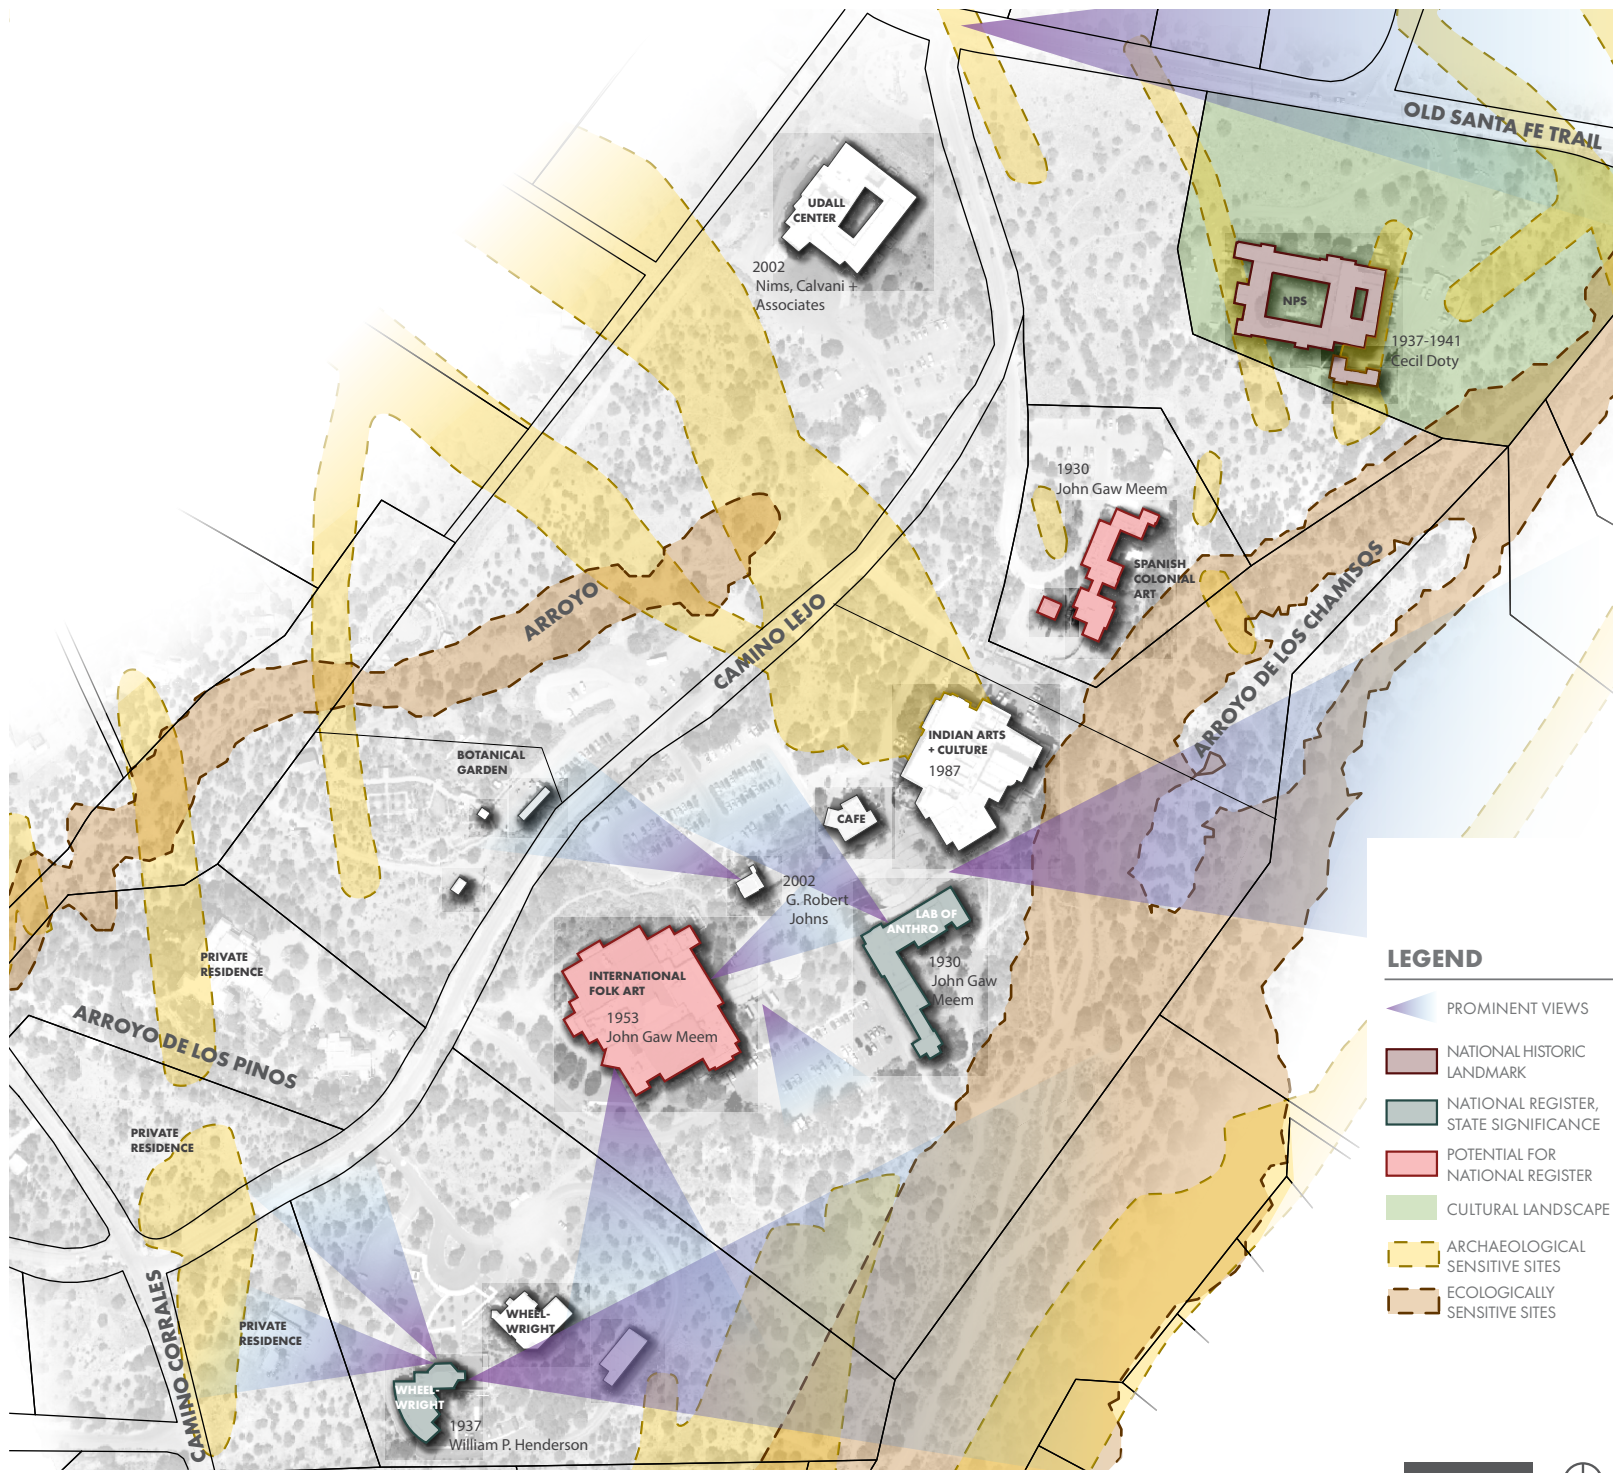 OLD SANTA FE TRAIL
UDALL
CENTER
2002
Nims, Calvani +
Associates
NPS
1937-1941
Cecil Doty
1930
John Gaw Meem
SPANISH
COLONIAL
ART
ARROYO
CAMINO LEJO
ARROYO DE LOS CHAMISOS
INDIAN ARTS
+ CULTURE
1987
BOTANICAL
GARDEN
CAFE
2002
G. Robert
Johns
LAB OF
ANTHRO
1930
John Gaw
Meem
INTERNATIONAL
FOLK ART
1953
John Gaw Meem
PRIVATE
RESIDENCE
ARROYO DE LOS PINOS
PRIVATE
RESIDENCE
PRIVATE
RESIDENCE
CAMINO CORRALES
WHEEL-
WRIGHT
WHEEL-
WRIGHT
1937
William P. Henderson
LEGEND
PROMINENT VIEWS
NATIONAL HISTORIC
LANDMARK
NATIONAL REGISTER,
STATE SIGNIFICANCE
POTENTIAL FOR
NATIONAL REGISTER
CULTURAL LANDSCAPE
ARCHAEOLOGICAL
SENSITIVE SITES
ECOLOGICALLY
SENSITIVE SITES